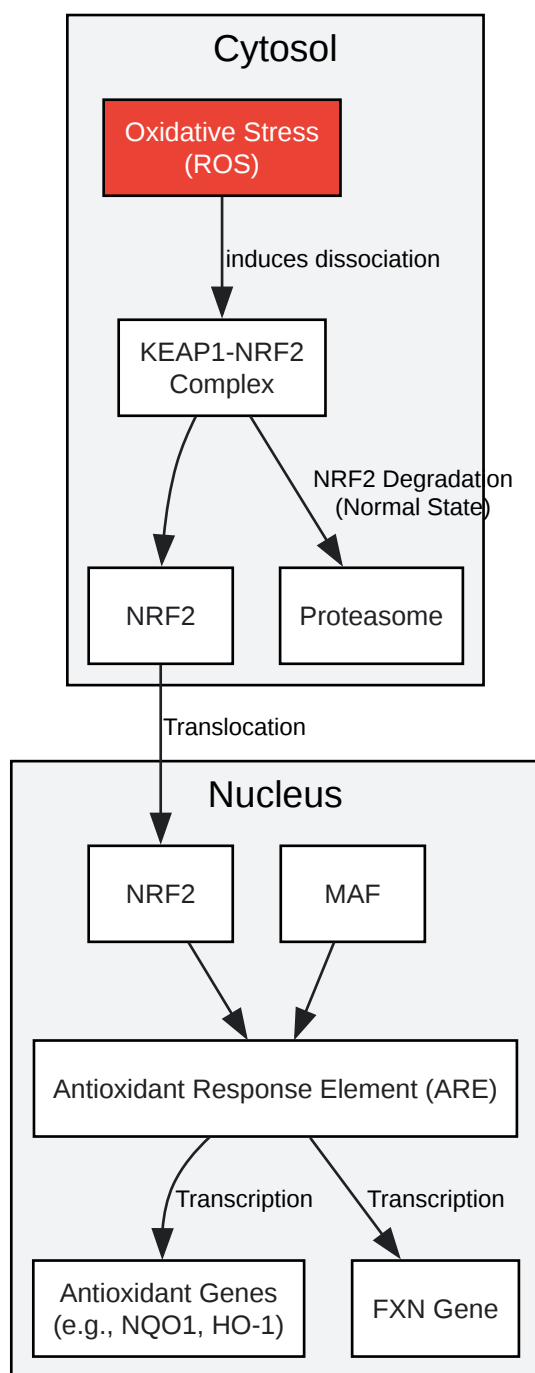 Cytosol
Oxidative Stress
(ROS)
induces dissociation
KEAP1-NRF2
Complex
NRF2 Degradation
(Normal State)
NRF2
Proteasome
Translocation
Nucleus
NRF2
MAF
Antioxidant Response Element (ARE)
Transcription
Transcription
Antioxidant Genes
(e.g., NQO1, HO-1)
FXN Gene